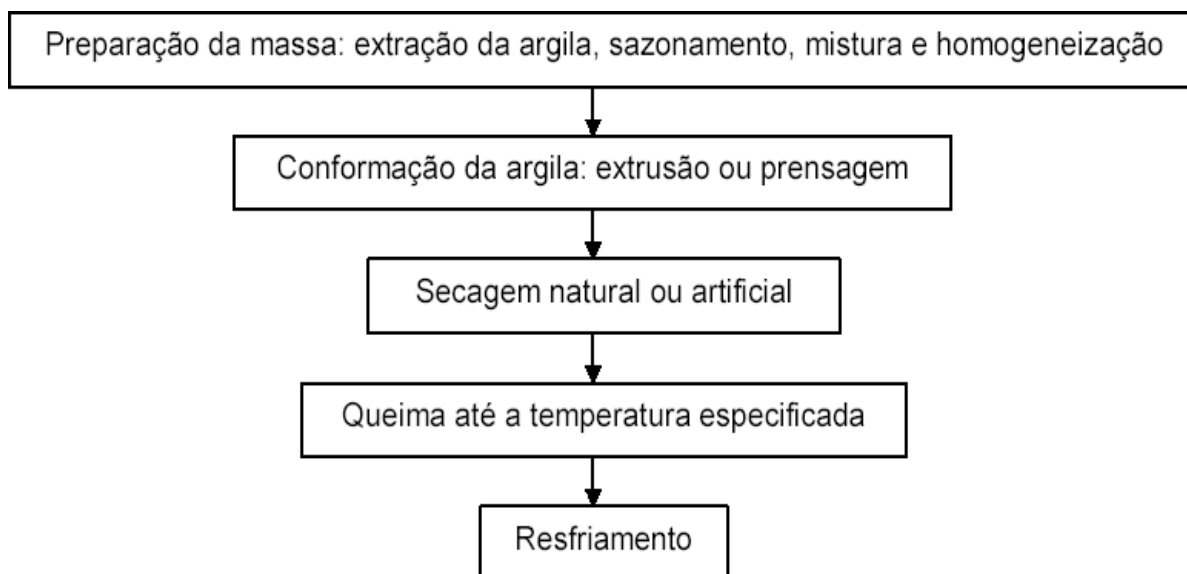 Preparação da massa: extração da argila, sazonamento, mistura e homogeneização
Conformação da argila: extrusão ou prensagem
Secagem natural ou artificial
Queima até a temperatura especificada
Resfriamento